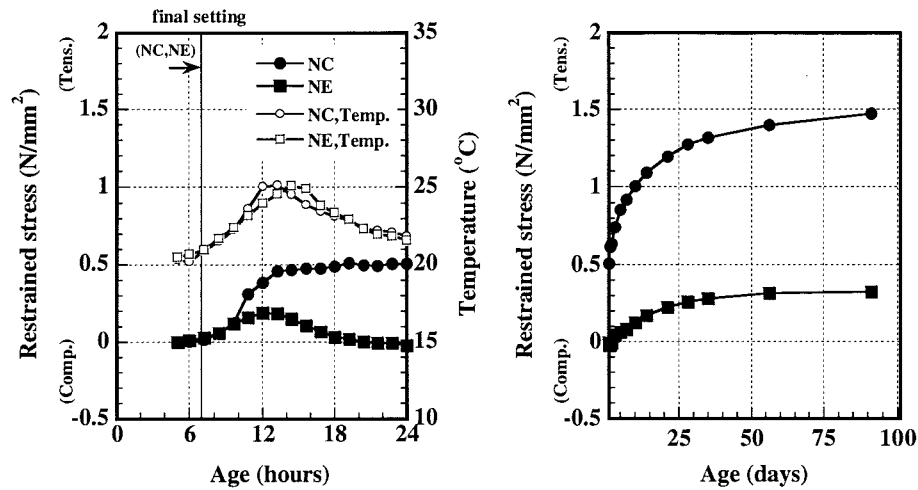 final setting
(NC,NE)
NC
NE
NC,Temp.
NE,Temp.
Restrained stress (N/mm²)
(Tens.)
(Comp.)
2
1.5
1
0.5
0
-0.5
35
30
25
20
15
10
Temperature (°C)
0
6
12
18
24
Age (hours)
Restrained stress (N/mm²)
(Tens.)
(Comp.)
2
1.5
1
0.5
0
-0.5
25
50
75
100
Age (days)